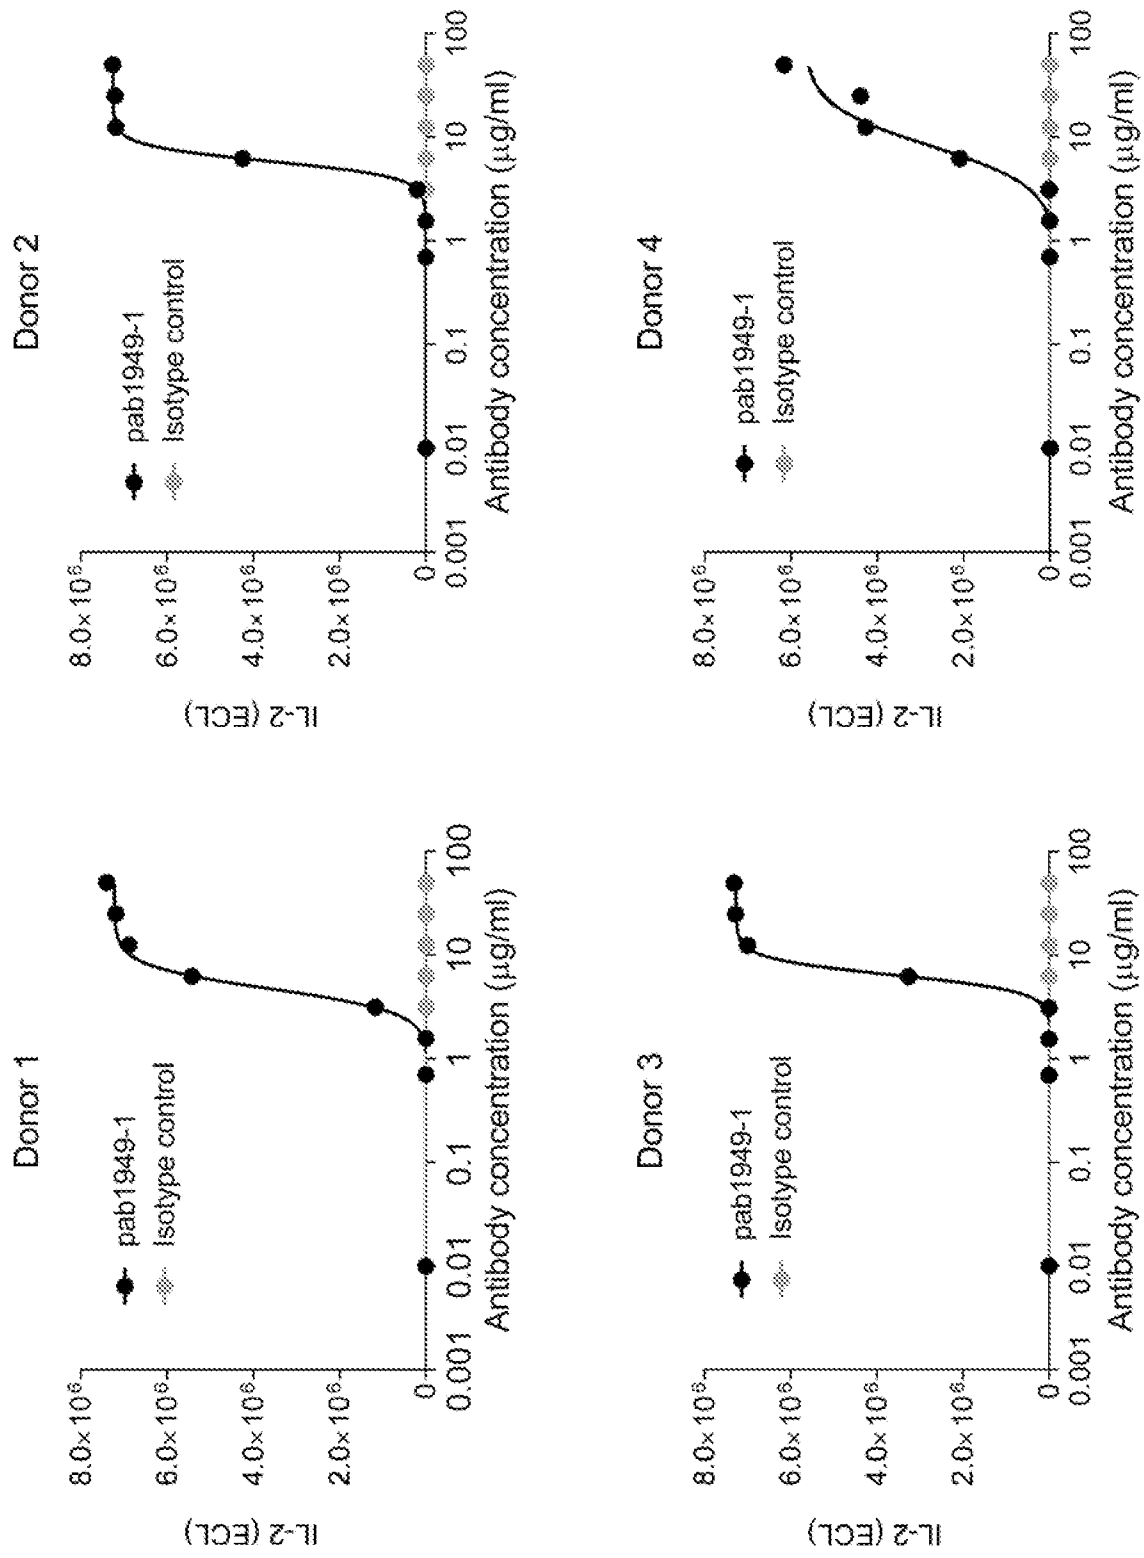 Donor 1
IL-2 (ECL)
8.0×10⁶
6.0×10⁶
4.0×10⁶
2.0×10⁶
0
pab1949-1
Isotype control
0.001 0.01 0.1 1 10 100
Antibody concentration (μg/ml)
Donor 2
IL-2 (ECL)
8.0×10⁶
6.0×10⁶
4.0×10⁶
2.0×10⁶
0
pab1949-1
Isotype control
0.001 0.01 0.1 1 10 100
Antibody concentration (μg/ml)
Donor 3
IL-2 (ECL)
8.0×10⁶
6.0×10⁶
4.0×10⁶
2.0×10⁶
0
pab1949-1
Isotype control
0.001 0.01 0.1 1 10 100
Antibody concentration (μg/ml)
Donor 4
IL-2 (ECL)
8.0×10⁶
6.0×10⁶
4.0×10⁶
2.0×10⁶
0
pab1949-1
Isotype control
0.001 0.01 0.1 1 10 100
Antibody concentration (μg/ml)